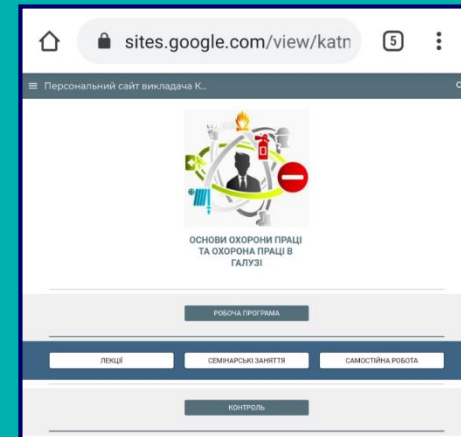 sites.google.com/view/katn
5
Персональний сайт викладача К...
ОСНОВИ ОХОРОНИ ПРАЦІ
ТА ОХОРОНА ПРАЦІ В
ГАЛУЗІ
РОБОЧА ПРОГРАМА
ЛЕКЦІЇ СЕМІНАРСЬКІ ЗАНЯТТЯ САМОСТІЙНА РОБОТА
КОНТРОЛЬ